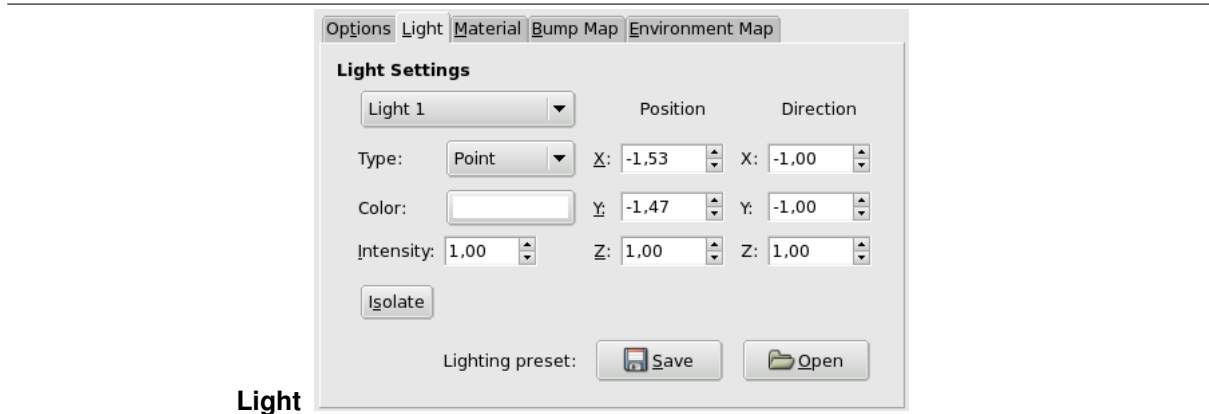 Options Light Material Bump Map Environment Map
Light Settings
Light 1 Position Direction
Type: Point X: -1,53 X: -1,00
Color: Y: -1,47 Y: -1,00
Intensity: 1,00 Z: 1,00 Z: 1,00
Isolate
Lighting preset: Save Open
Light